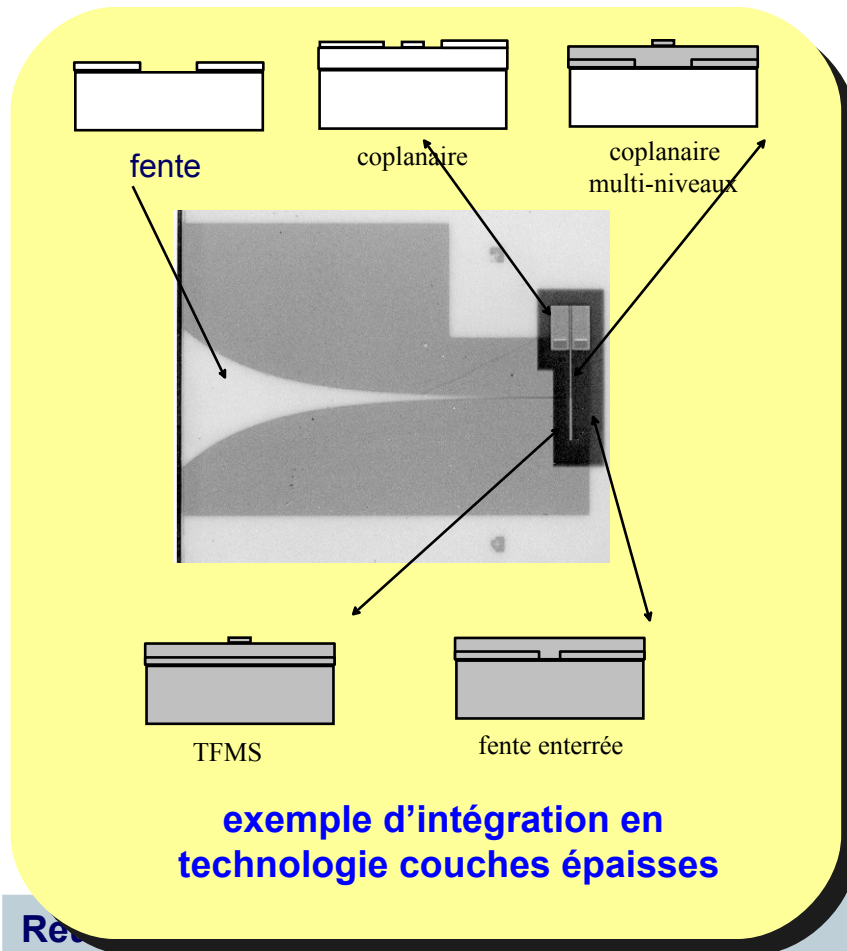 fente
coplanaire
coplanaire
multi-niveaux
TFMS
fente enterrée
exemple d'intégration en
technologie couches épaisses